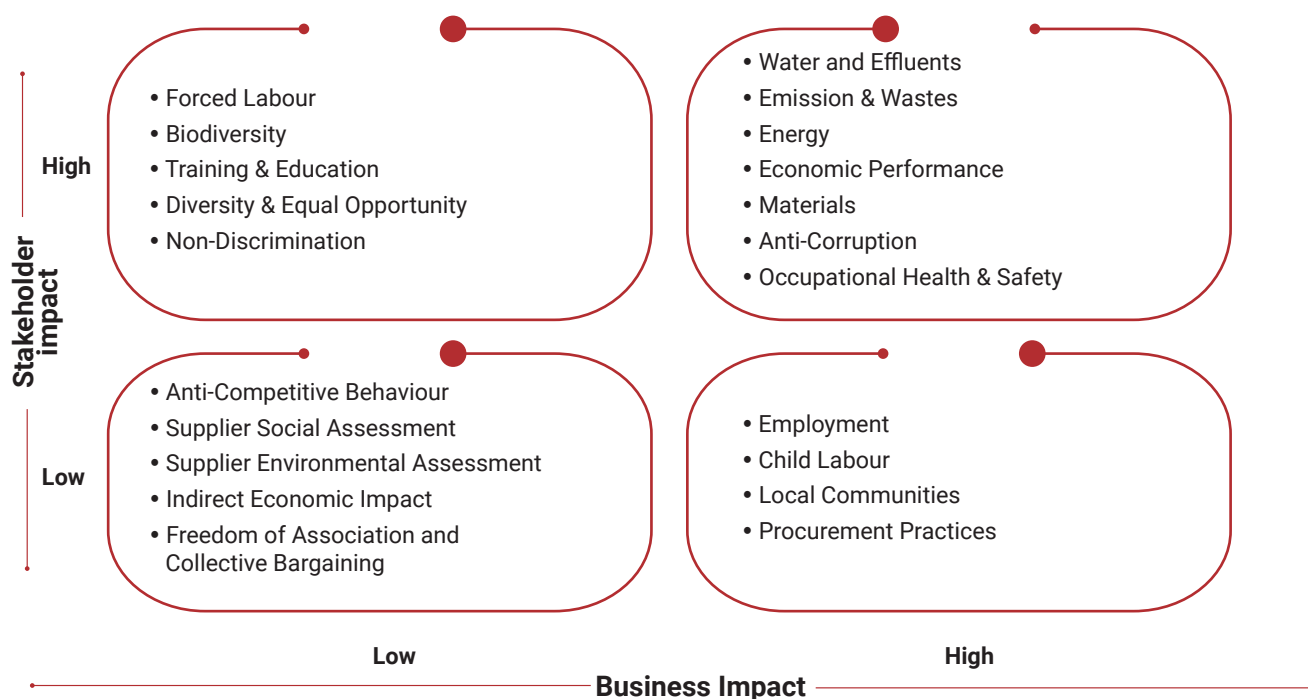 • Forced Labour
• Biodiversity
• Training & Education
• Diversity & Equal Opportunity
• Non-Discrimination
• Water and Effluents
• Emission & Wastes
• Energy
• Economic Performance
• Materials
• Anti-Corruption
• Occupational Health & Safety
High
Stakeholder
impact
• Anti-Competitive Behaviour
• Supplier Social Assessment
• Supplier Environmental Assessment
• Indirect Economic Impact
• Freedom of Association and
Collective Bargaining
• Employment
• Child Labour
• Local Communities
• Procurement Practices
Low
Low
High
Business Impact